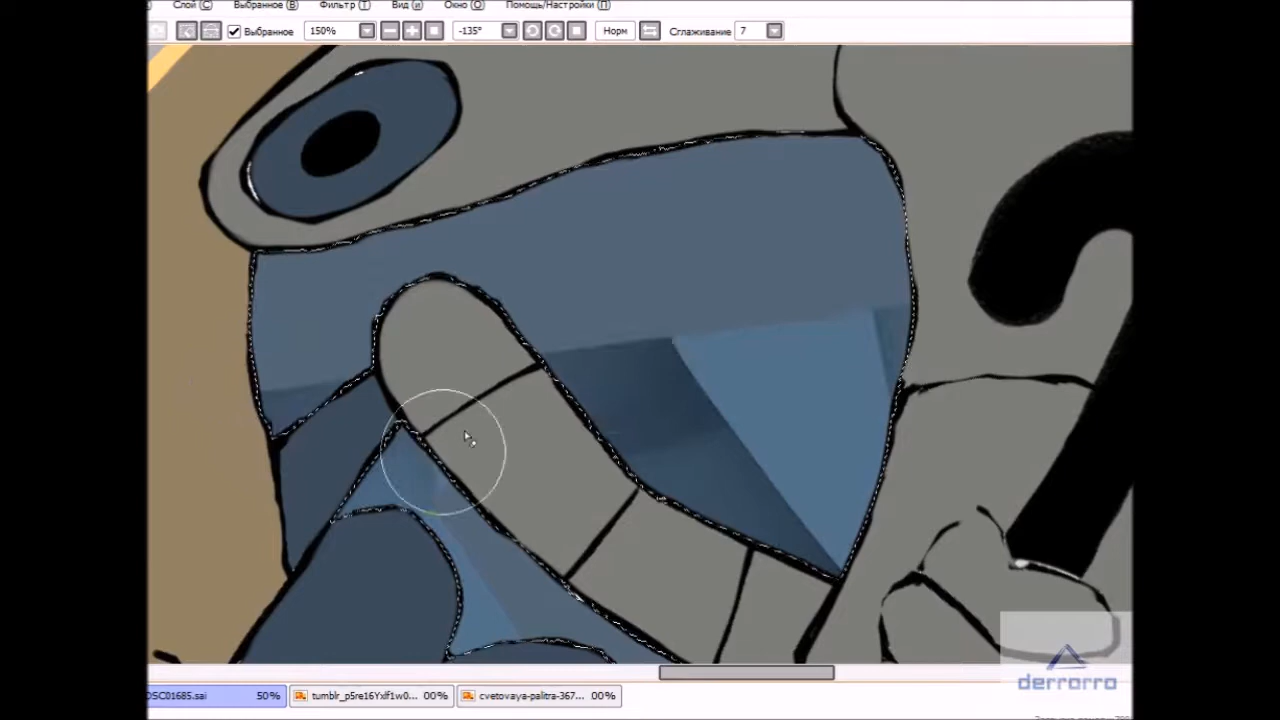 Слой (С) Выбранное (В) Фильтр (Т) Вид (и) Окно (О) Помощь/Настройки (П)
Выбранное 150% -135° Норм Сглаживание 7
DSC01685.sai 50% tumblr_p5re16Yxlf1w0... 00% cvetovaya-palitra-367... 00%
derrorro